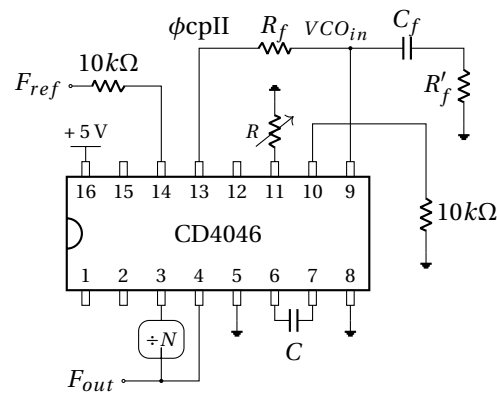 ϕcpII R_f VCO_in C_f
10kΩ
F_ref R'_f
R
+5 V
16 15 14 13 12 11 10 9
10kΩ
CD4046
1 2 3 4 5 6 7 8
÷N C
F_out